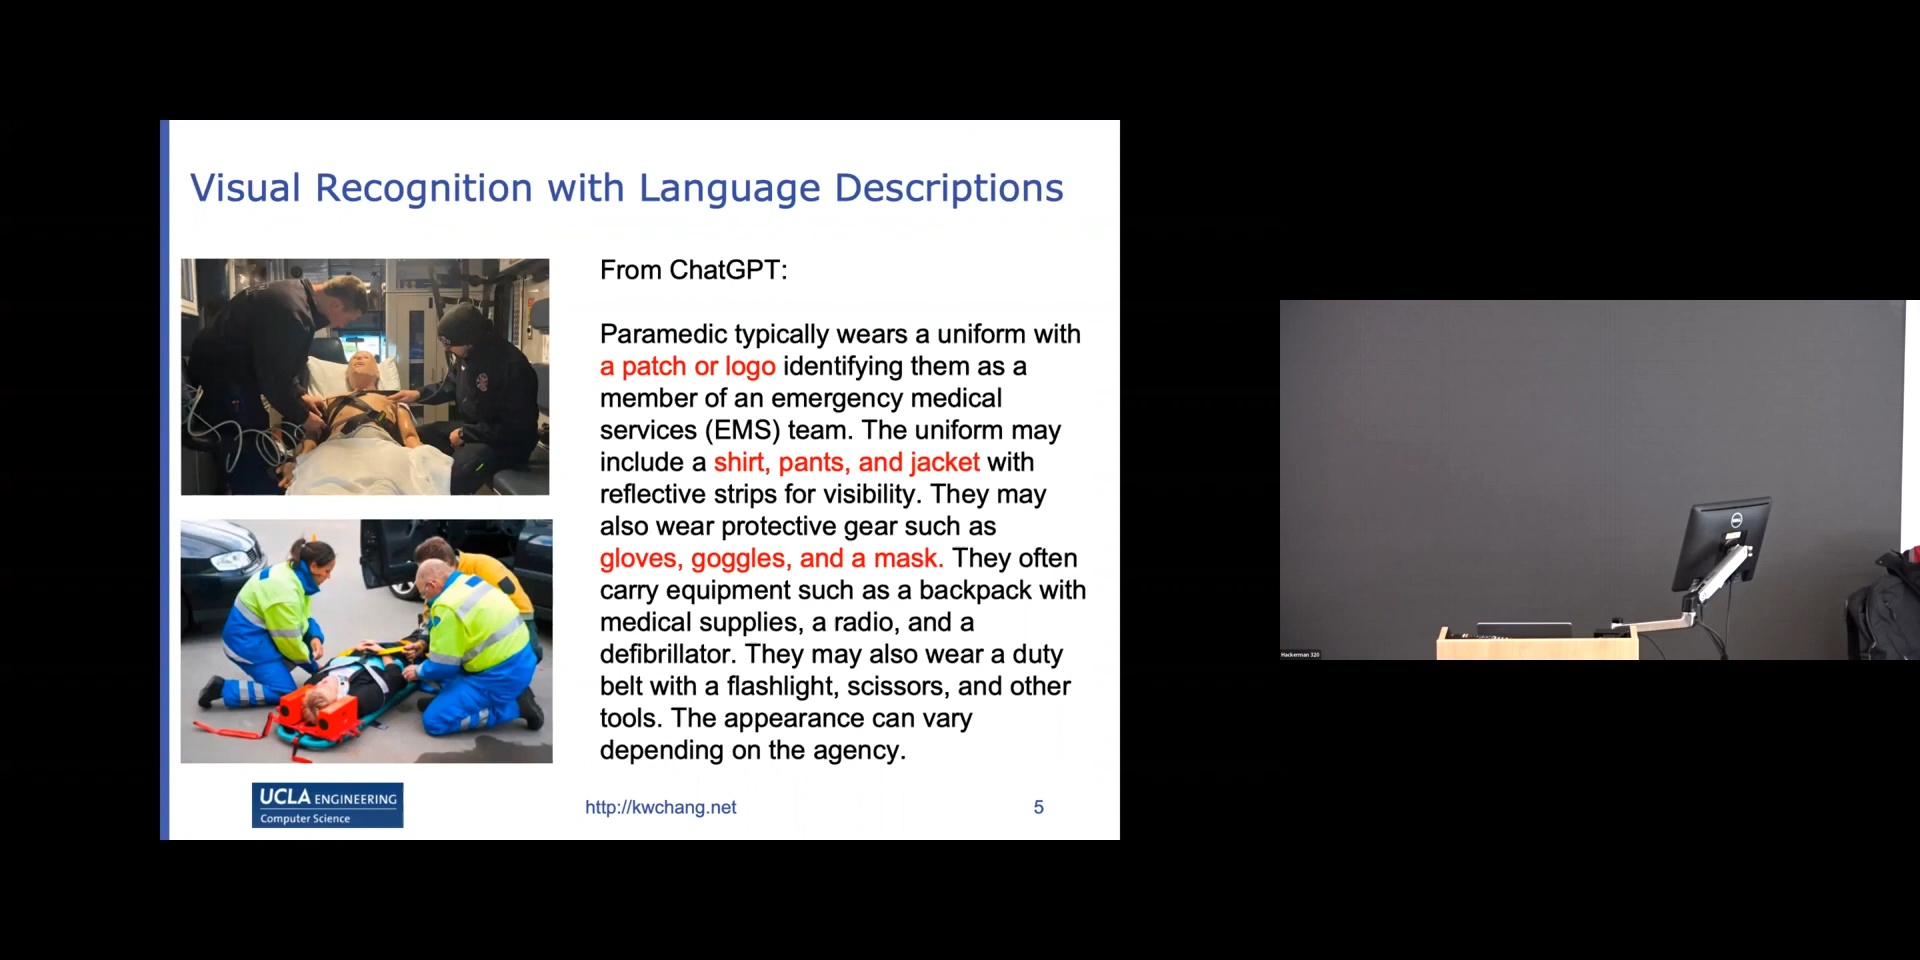 Visual Recognition with Language Descriptions
From ChatGPT:
Paramedic typically wears a uniform with
a patch or logo identifying them as a
member of an emergency medical
services (EMS) team. The uniform may
include a shirt, pants, and jacket with
reflective strips for visibility. They may
also wear protective gear such as
gloves, goggles, and a mask. They often
carry equipment such as a backpack with
medical supplies, a radio, and a
defibrillator. They may also wear a duty
belt with a flashlight, scissors, and other
tools. The appearance can vary
depending on the agency.
UCLA ENGINEERING
Computer Science
http://kwchang.net
5
DELL
Hackerman 320